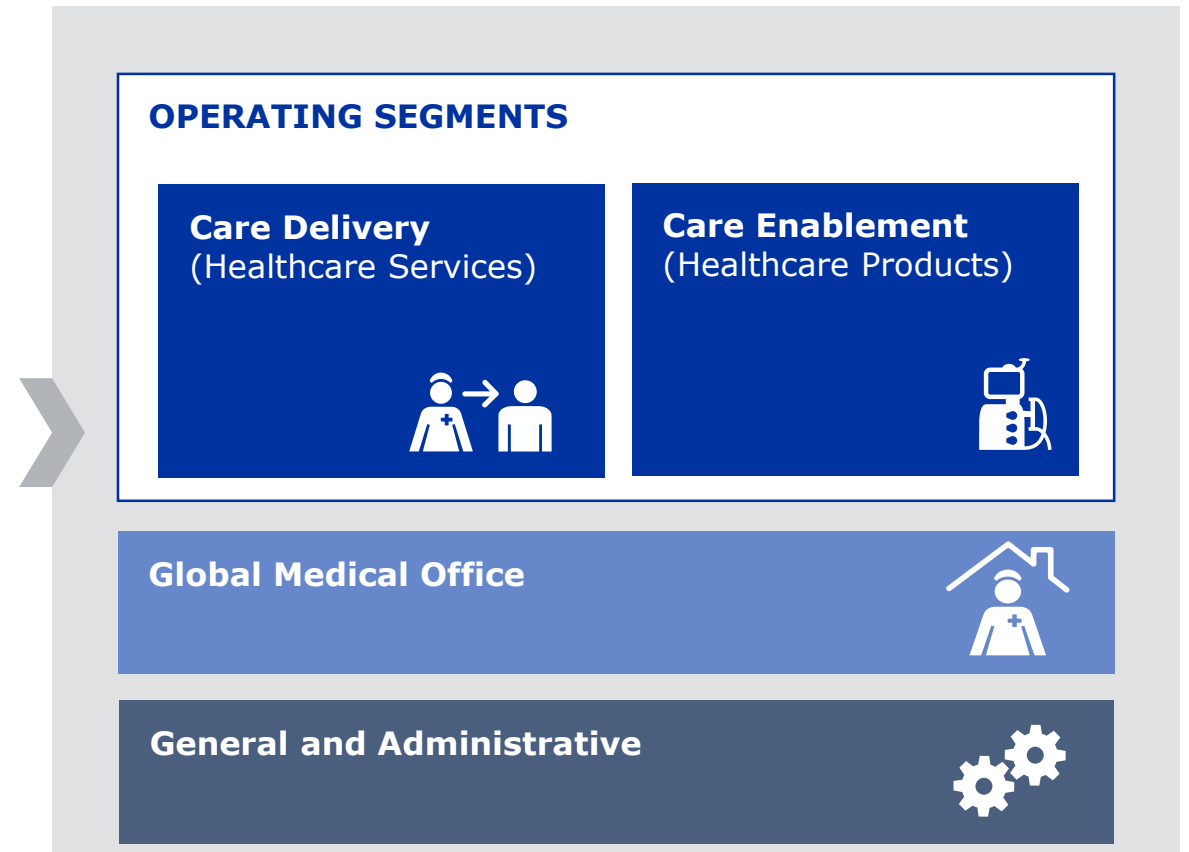 OPERATING SEGMENTS
Care Delivery
(Healthcare Services)
Care Enablement
(Healthcare Products)
Global Medical Office
General and Administrative